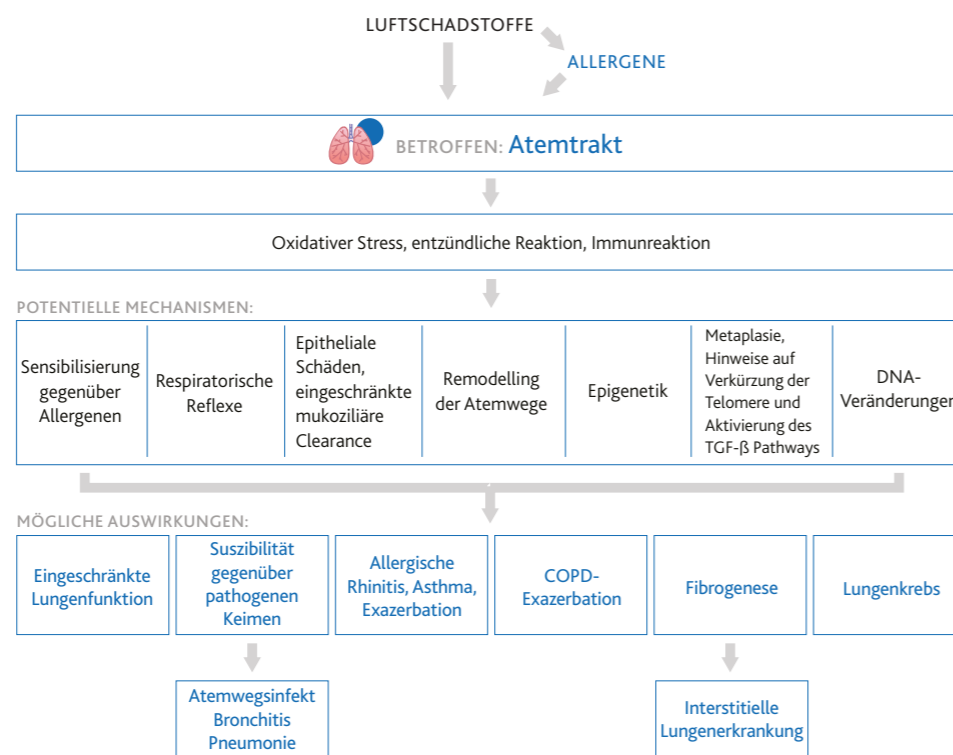 LUFTSCHADSTOFFE
ALLERGENE
BETROFFEN: Atemtrakt
Oxidativer Stress, entzündliche Reaktion, Immunreaktion
POTENTIELLE MECHANISMEN:
Sensibilisierung
gegenüber
Allergenen
Respiratorische
Reflexe
Epitheliale
Schäden,
eingeschränkte
mukoziliäre
Clearance
Remodelling
der Atemwege
Epigenetik
Metaplasie,
Hinweise auf
Verkürzung der
Telomere und
Aktivierung des
TGF-β Pathways
DNA-
Veränderungen
MÖGLICHE AUSWIRKUNGEN:
Eingeschränkte
Lungenfunktion
Suszibilität
gegenüber
pathogenen
Keimen
Allergische
Rhinitis, Asthma,
Exazerbation
COPD-
Exazerbation
Fibrogenese
Lungenkrebs
Atemwegsinfekt
Bronchitis
Pneumonie
Interstitielle
Lungenerkrankung